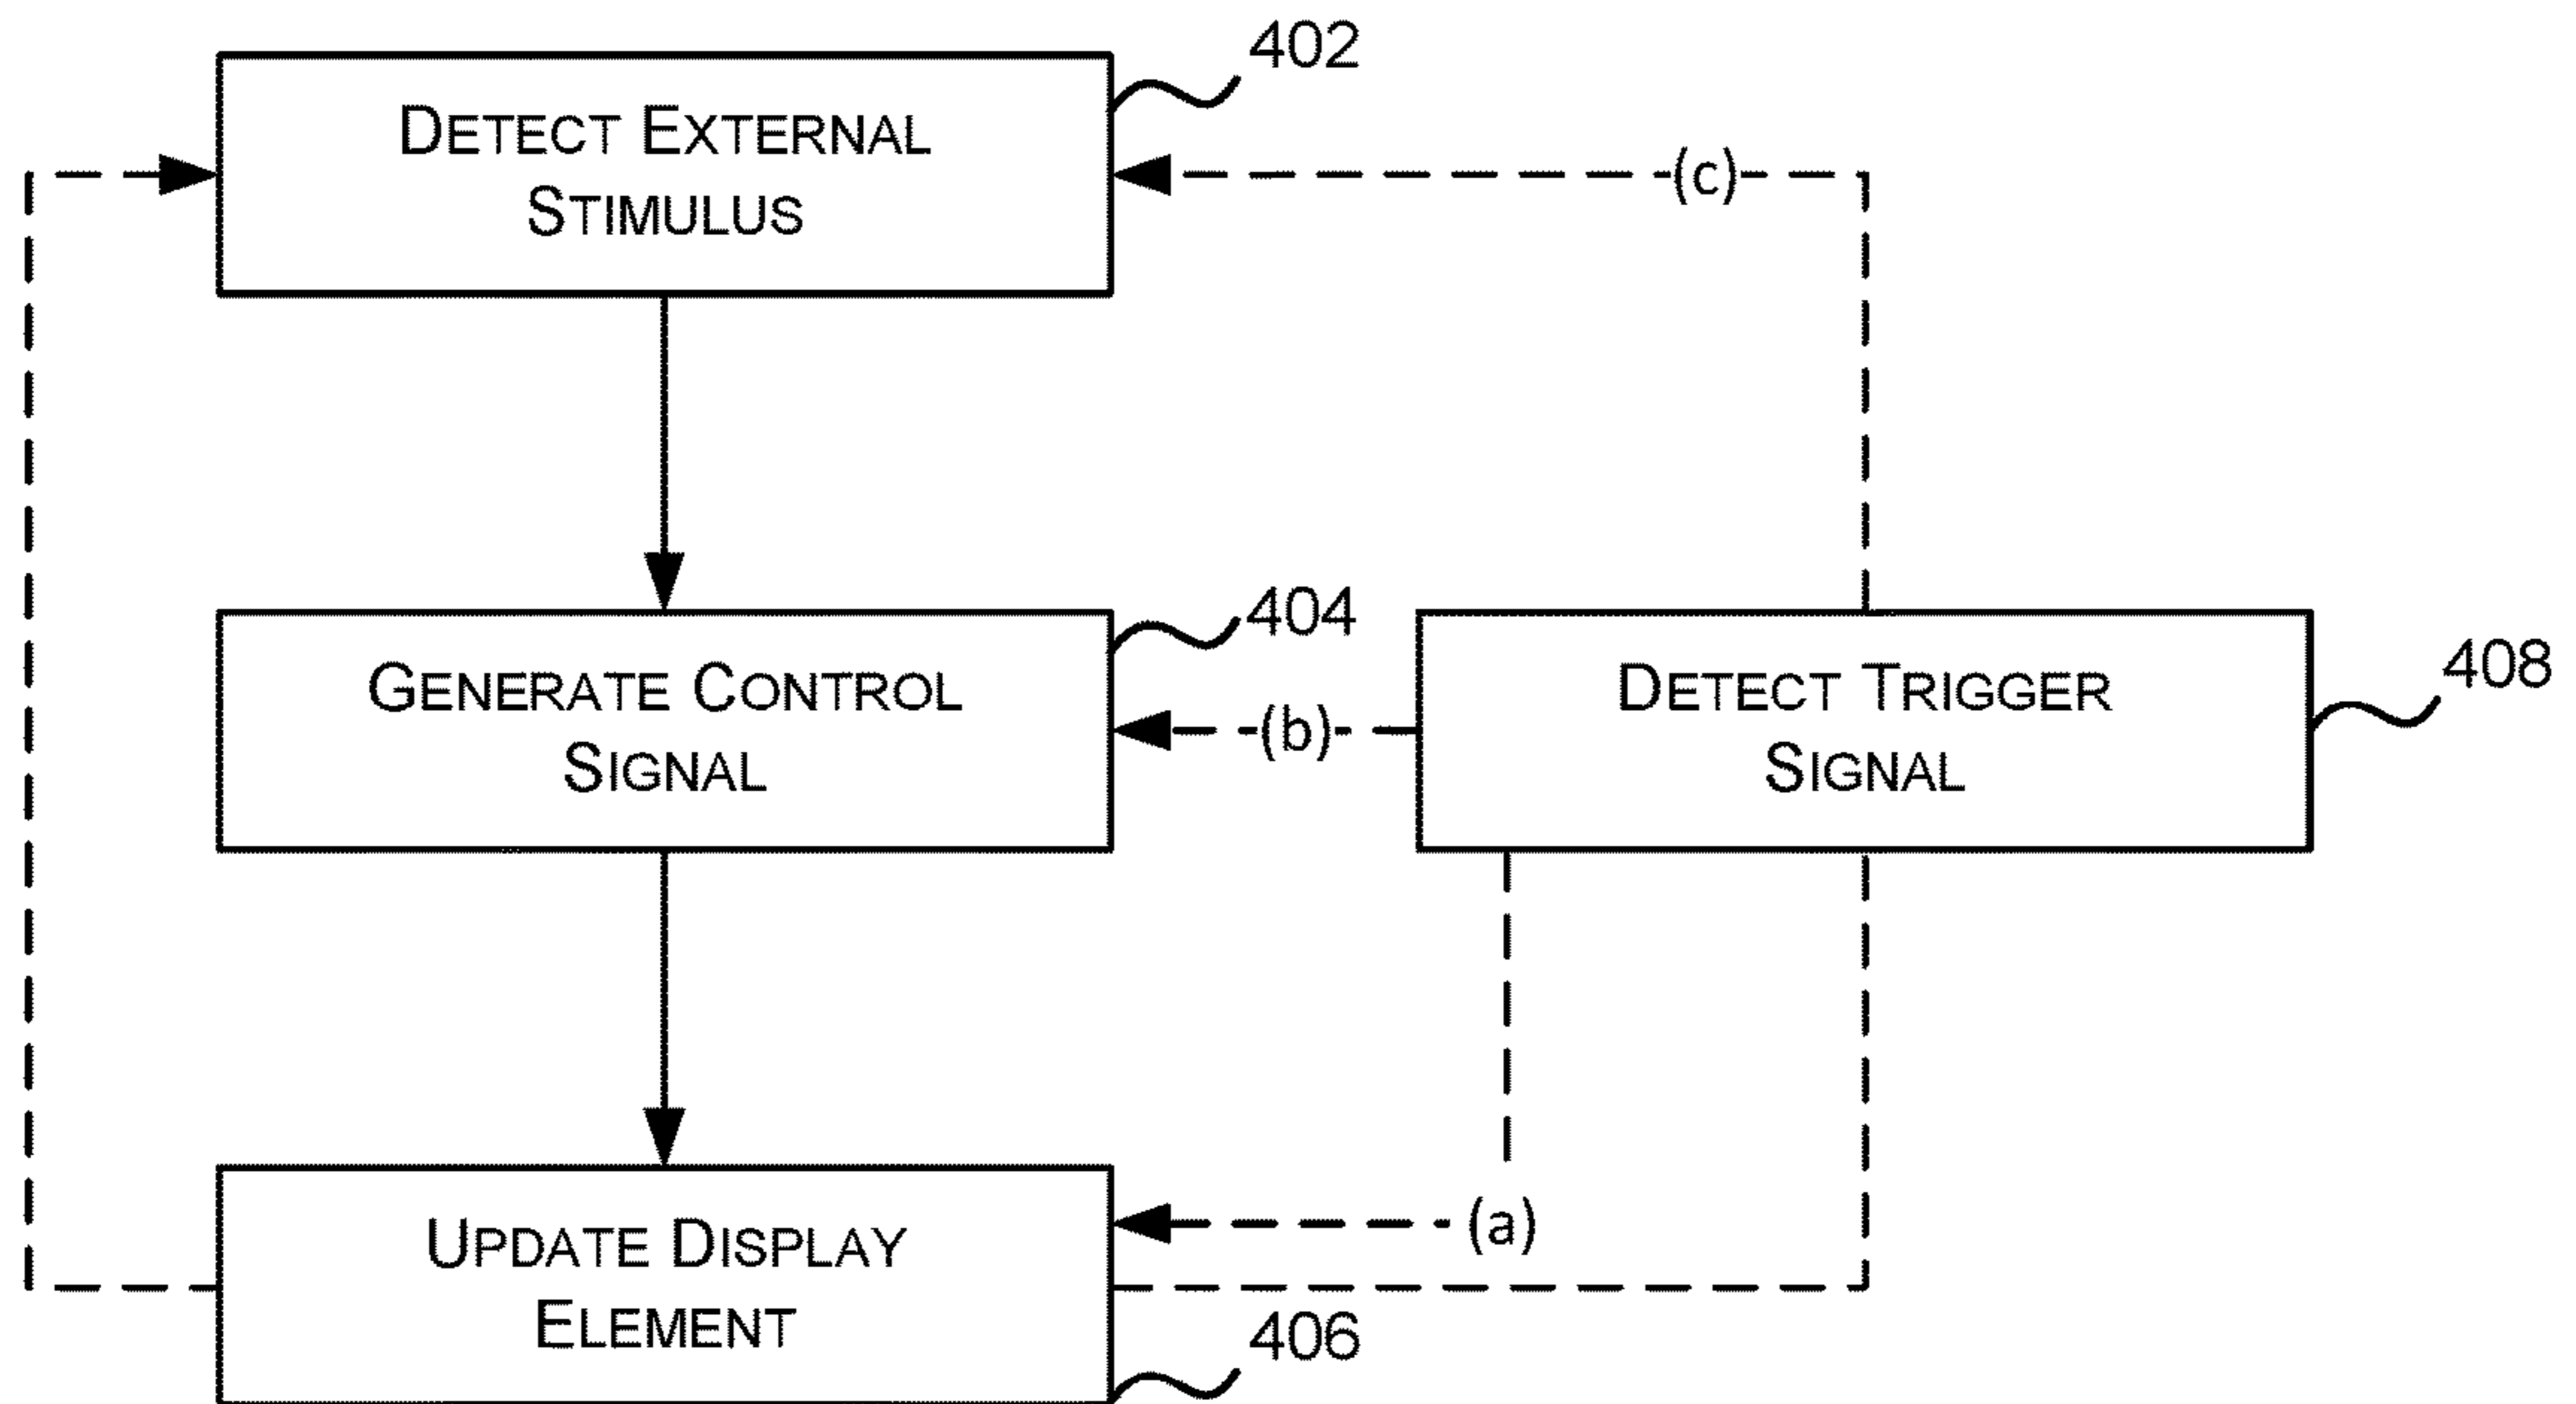 402
DETECT EXTERNAL
STIMULUS
(c)
404
GENERATE CONTROL
SIGNAL
(b)
DETECT TRIGGER
SIGNAL
408
UPDATE DISPLAY
ELEMENT
(a)
406